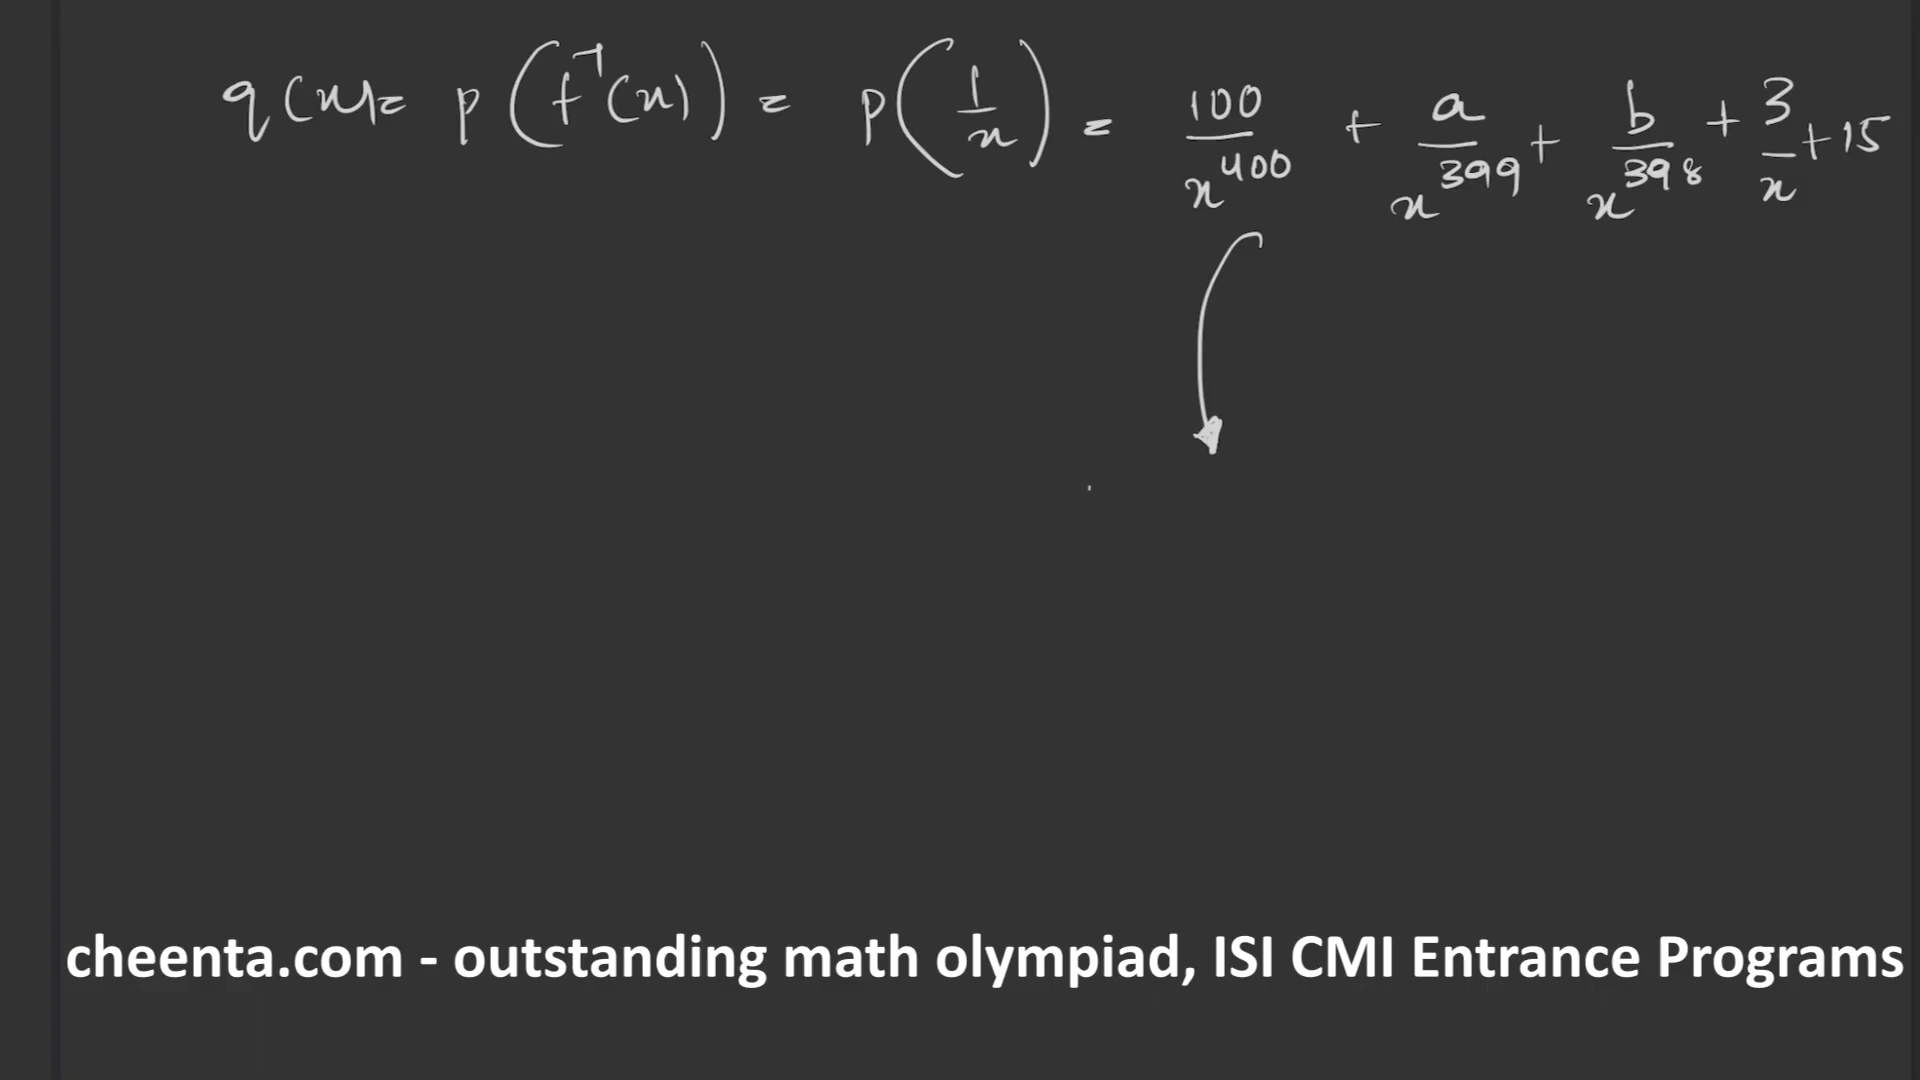 q(x)= p(f⁻¹(x)) = p(1/x) = 100/x⁴⁰⁰ + a/x³⁹⁹ + b/x³⁹⁸ + 3/x + 15
cheenta.com - outstanding math olympiad, ISI CMI Entrance Programs